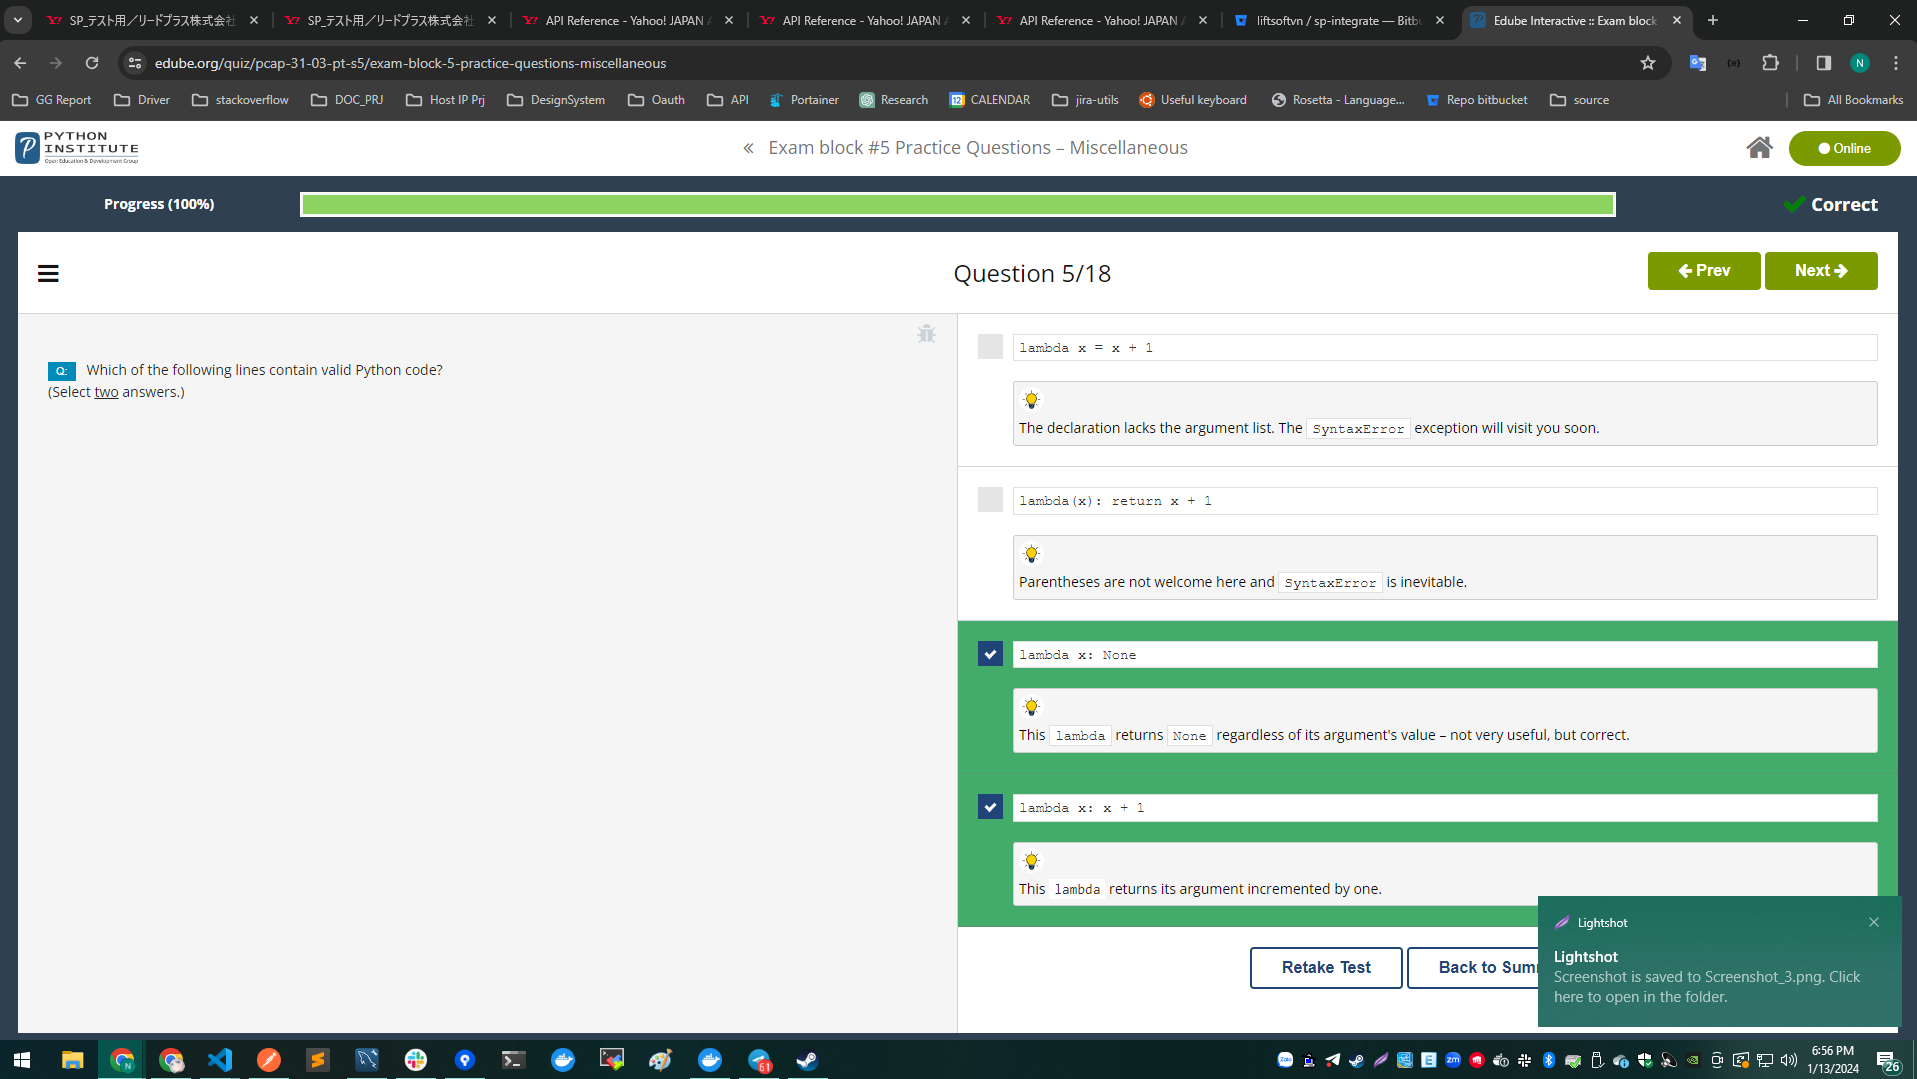 SP_テスト用／リードプラス株式会社
SP_テスト用／リードプラス株式会社
API Reference - Yahoo! JAPAN A
API Reference - Yahoo! JAPAN A
API Reference - Yahoo! JAPAN A
liftsoftvn / sp-integrate — Bitbu
Edube Interactive :: Exam block
edube.org/quiz/pcap-31-03-pt-s5/exam-block-5-practice-questions-miscellaneous
N
GG Report
Driver
stackoverflow
DOC_PRJ
Host IP Prj
DesignSystem
Oauth
API
Portainer
Research
12 CALENDAR
jira-utils
Useful keyboard
Rosetta - Language...
Repo bitbucket
source
All Bookmarks
PYTHON
INSTITUTE
Open Education & Development Group
« Exam block #5 Practice Questions – Miscellaneous
Online
Progress (100%)
Correct
Question 5/18
Prev
Next
Q: Which of the following lines contain valid Python code?
(Select two answers.)
lambda x = x + 1
The declaration lacks the argument list. The SyntaxError exception will visit you soon.
lambda(x): return x + 1
Parentheses are not welcome here and SyntaxError is inevitable.
lambda x: None
This lambda returns None regardless of its argument's value – not very useful, but correct.
lambda x: x + 1
This lambda returns its argument incremented by one.
Retake Test
Back to Sum
Lightshot
Lightshot
Screenshot is saved to Screenshot_3.png. Click
here to open in the folder.
61
6:56 PM
1/13/2024
26